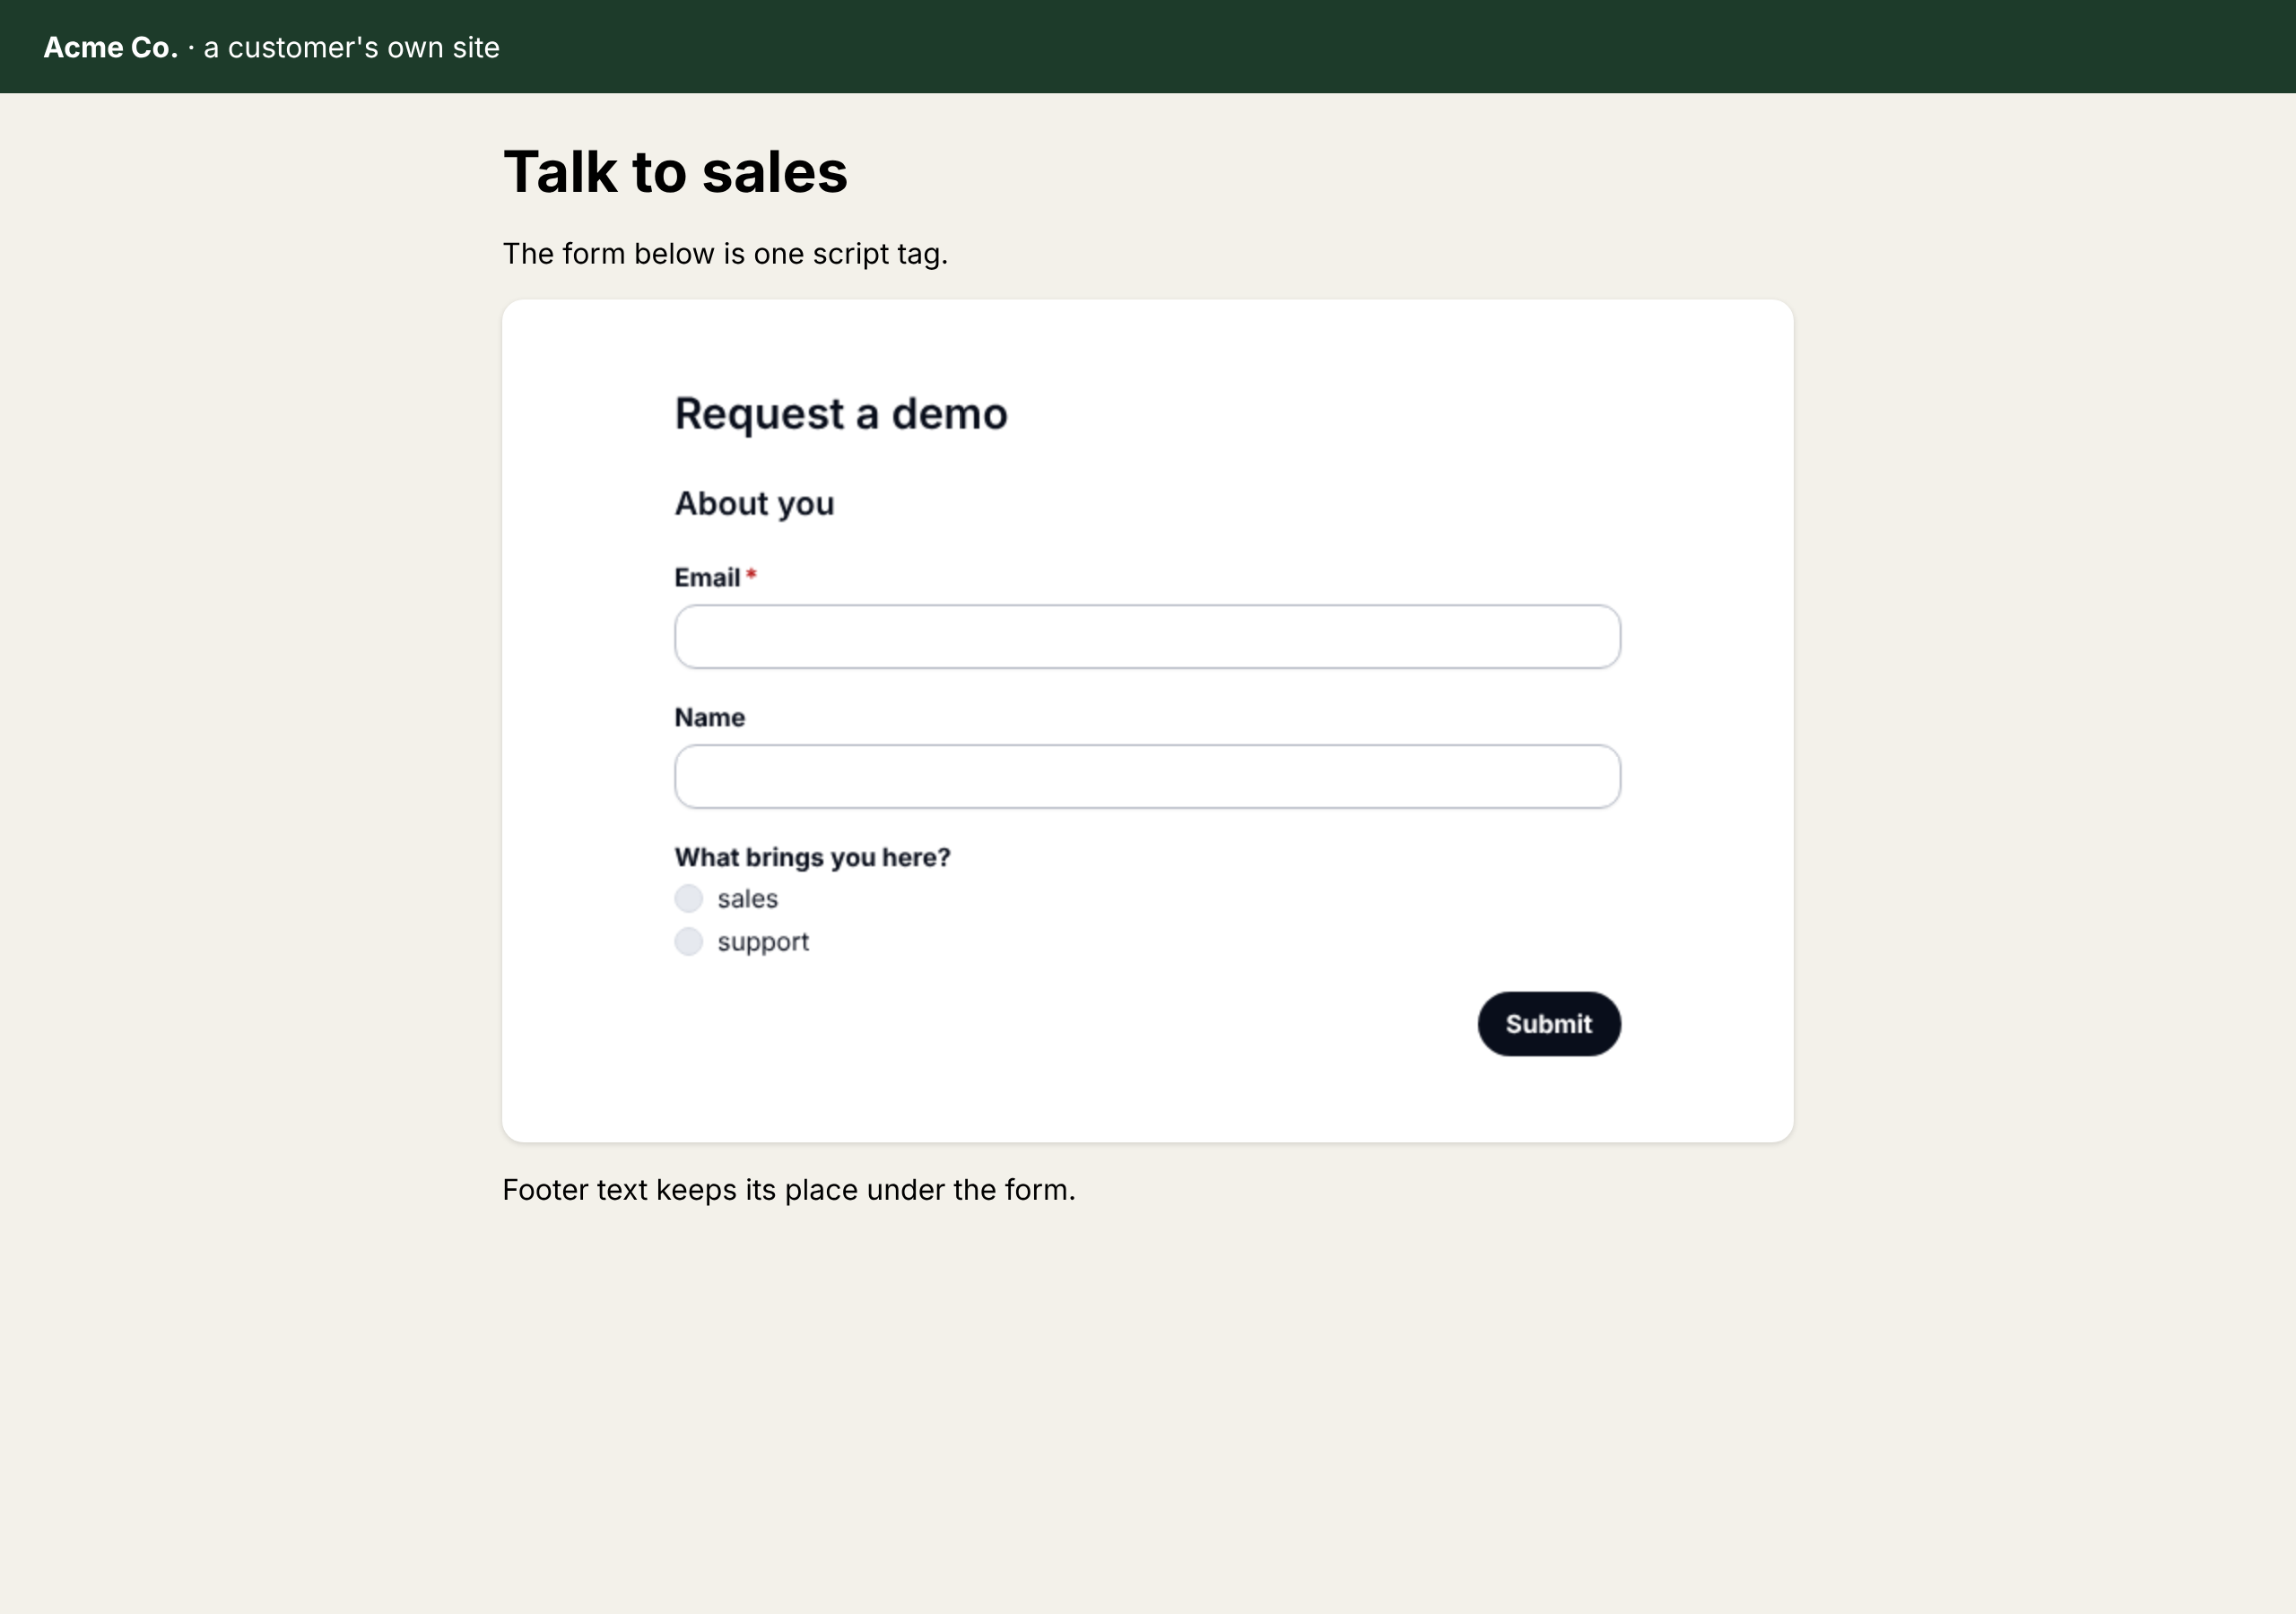 Acme Co. · a customer's own site
Talk to sales
The form below is one script tag.
Request a demo
About you
Email *
Name
What brings you here?
sales
support
Submit
Footer text keeps its place under the form.